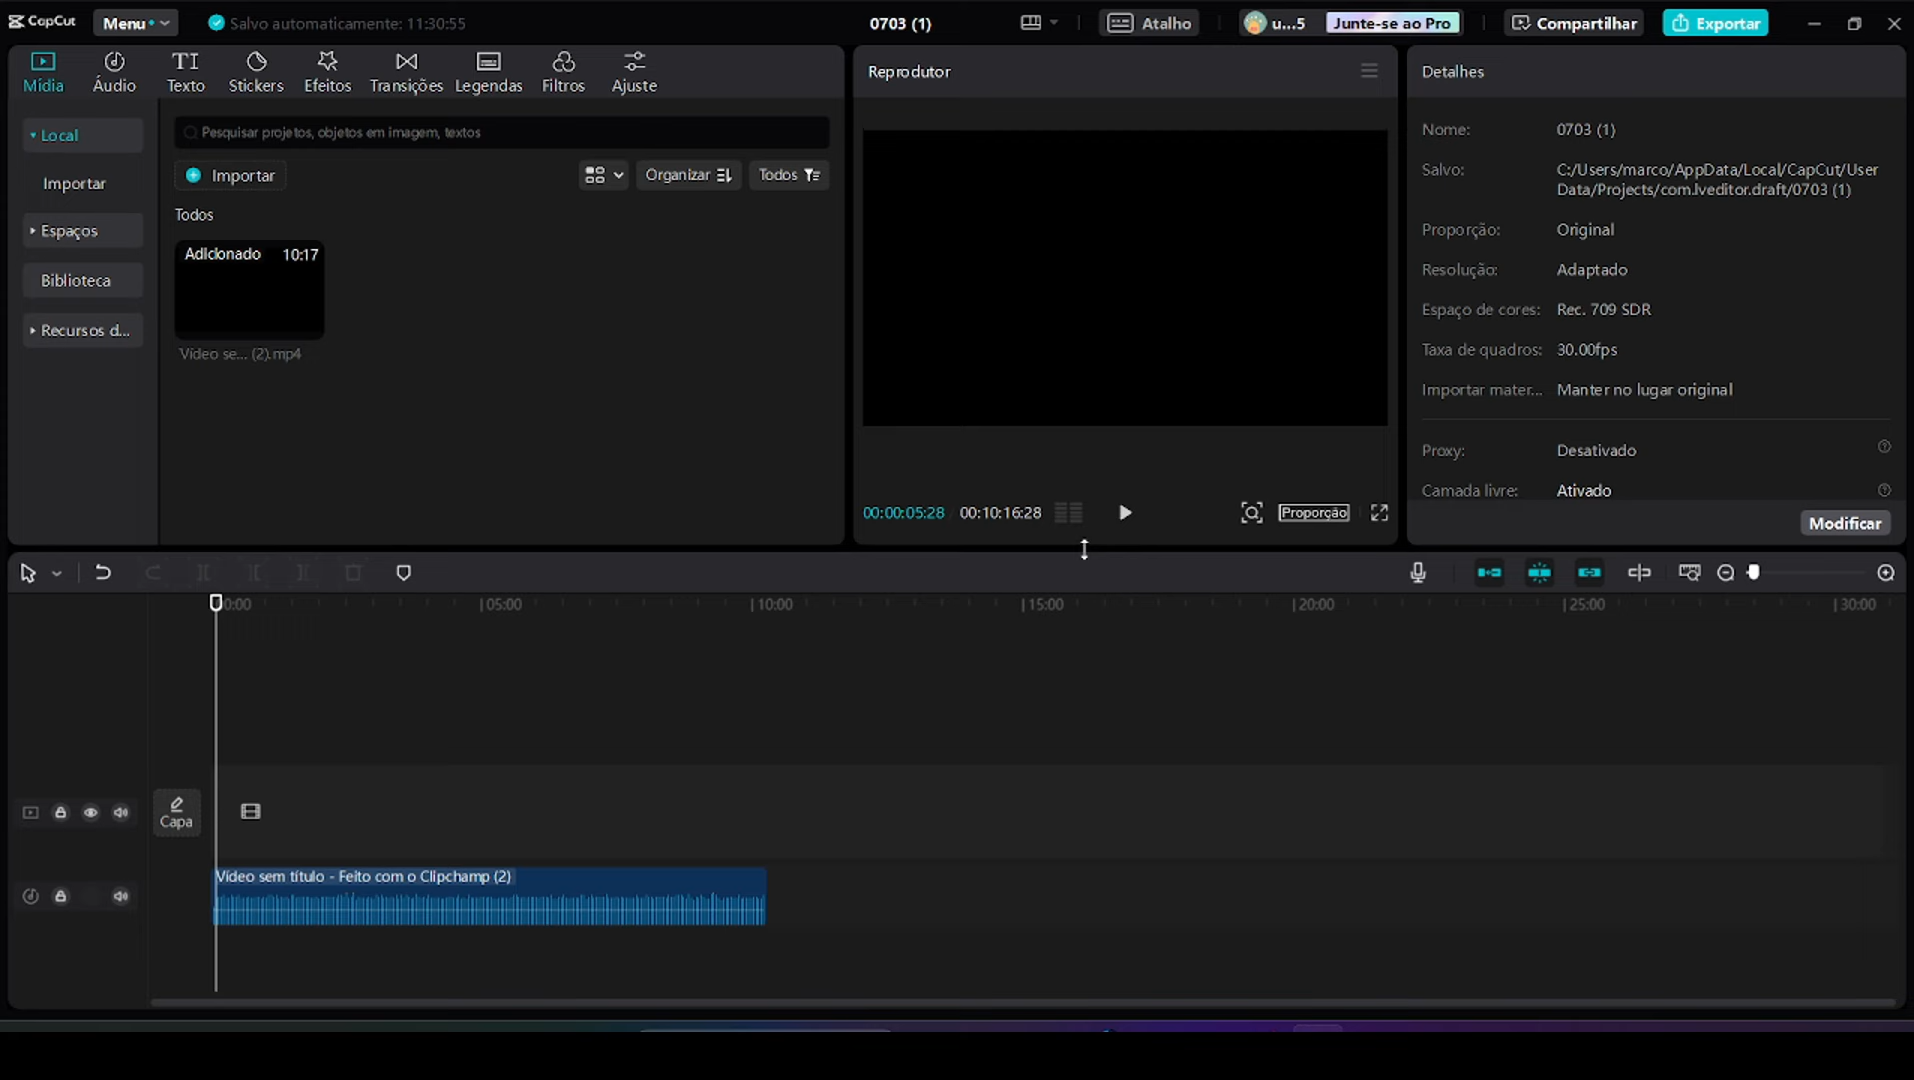 CapCut Menu Salvo automaticamente: 11:30:55 0703 (1) Atalho u...5 Junte-se ao Pro Compartilhar Exportar
Mídia Áudio Texto Stickers Efeitos Transições Legendas Filtros Ajuste
Local
Importar
Espaços
Biblioteca
Recursos d...
Pesquisar projetos, objetos em imagem, textos
Importar Organizar Todos
Todos
Adicionado 10:17
Vídeo se... (2).mp4
Reprodutor
00:00:05:28 00:10:16:28 Proporção
Detalhes
Nome: 0703 (1)
Salvo: C:/Users/marco/AppData/Local/CapCut/User
Data/Projects/com.lveditor.draft/0703 (1)
Proporção: Original
Resolução: Adaptado
Espaço de cores: Rec. 709 SDR
Taxa de quadros: 30.00fps
Importar mater... Manter no lugar original
Proxy: Desativado
Camada livre: Ativado
Modificar
00:00 |05:00 |10:00 |15:00 |20:00 |25:00 |30:00
Capa
Vídeo sem título - Feito com o Clipchamp (2)